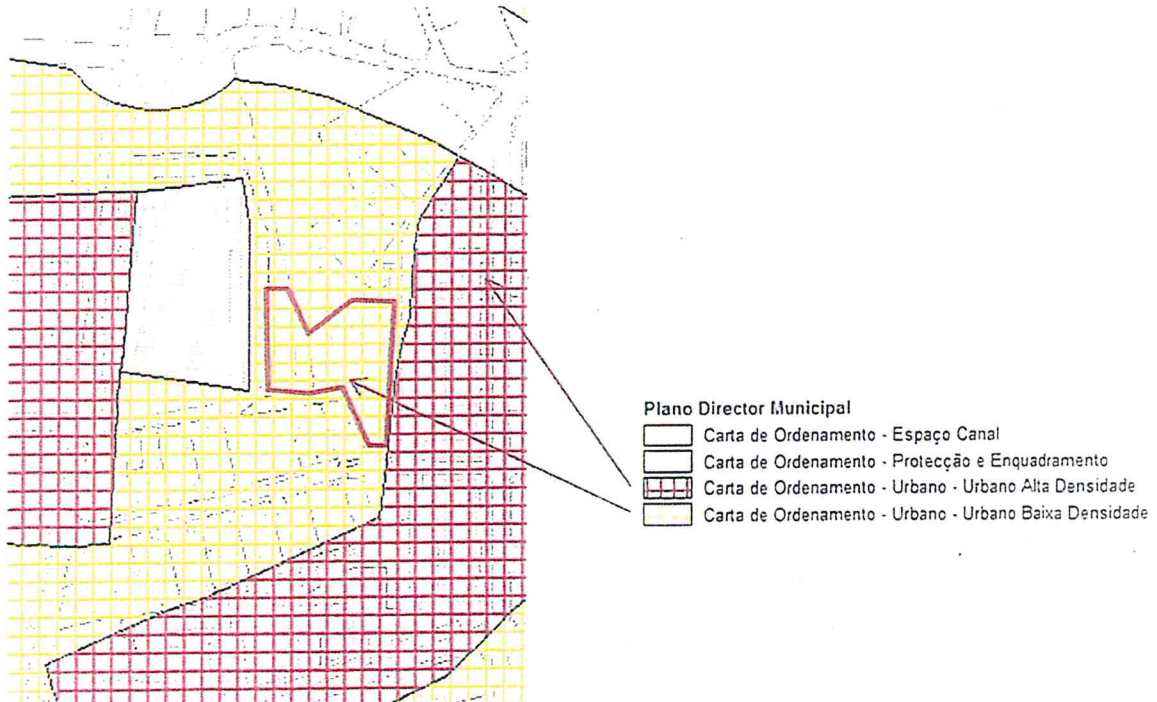 Plano Director Municipal
Carta de Ordenamento - Espaço Canal
Carta de Ordenamento - Protecção e Enquadramento
Carta de Ordenamento - Urbano - Urbano Alta Densidade
Carta de Ordenamento - Urbano - Urbano Baixa Densidade